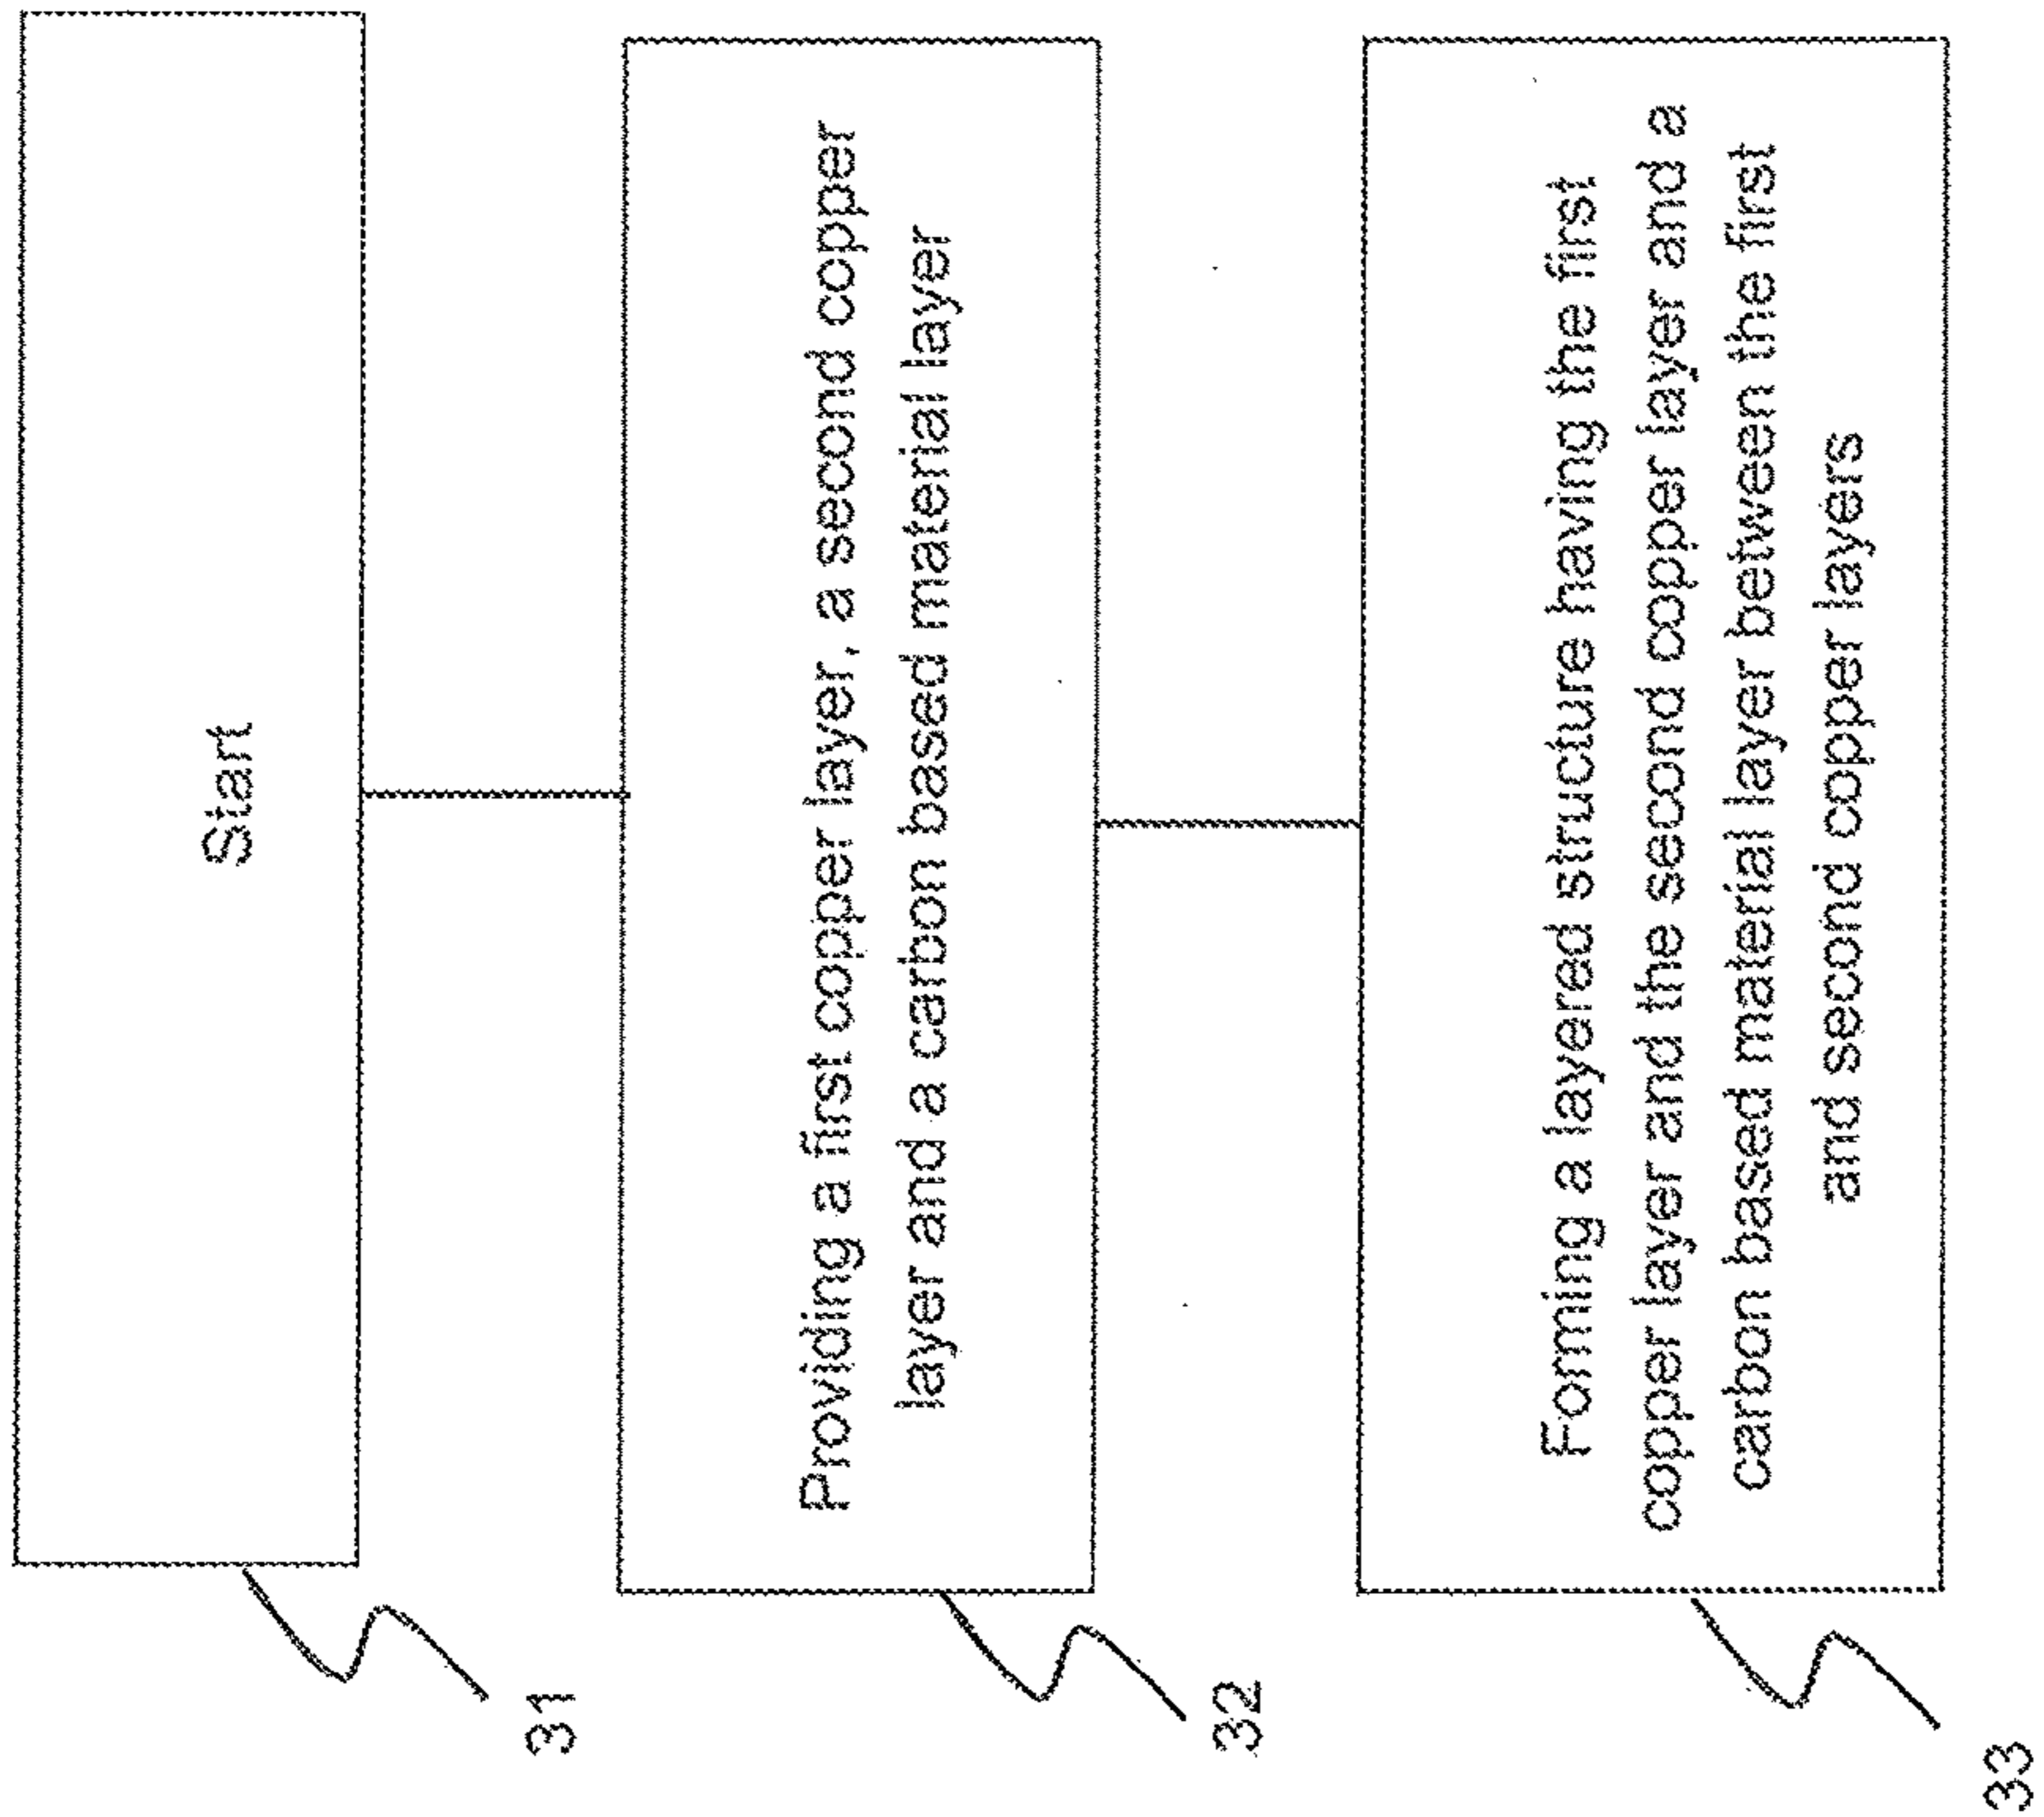 Start
31
Providing a first copper layer, a second copper
layer and a carbon based material layer
32
Forming a layered structure having the first
copper layer and the second copper layer and a
carbon based material layer between the first
and second copper layers
33